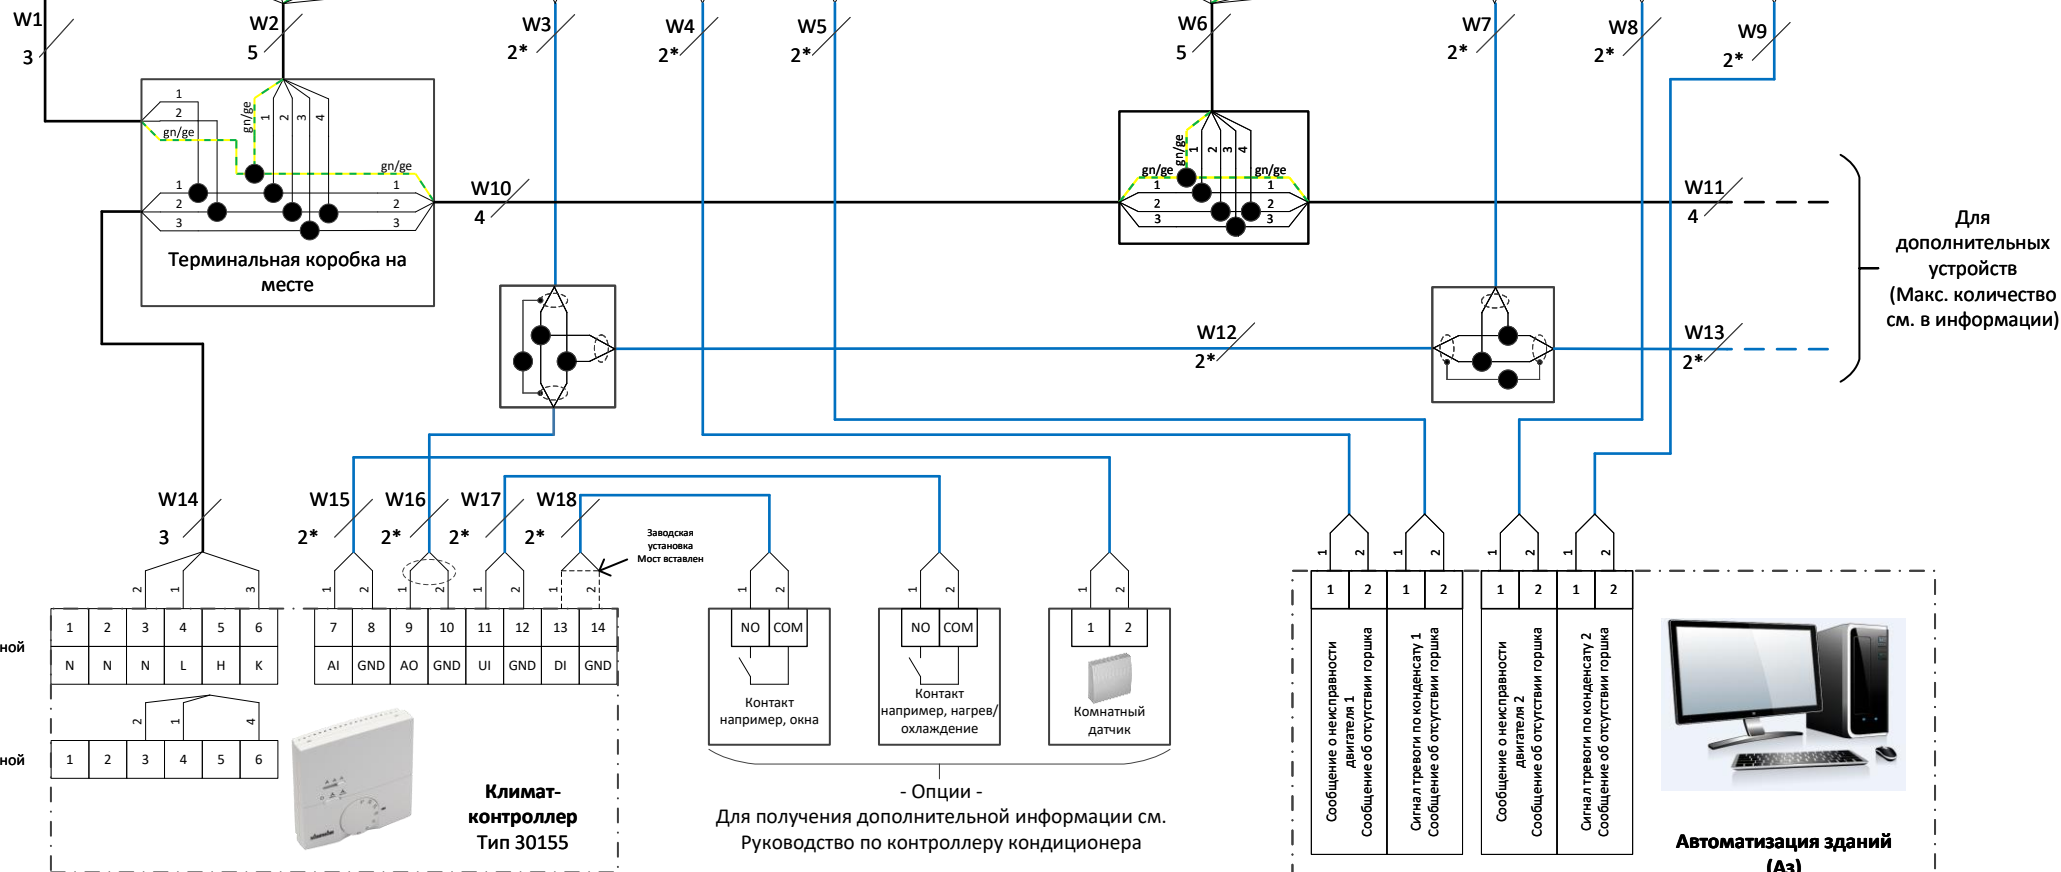 W1
3
W2
5
W3
2*
W4
2*
W5
2*
W6
5
W7
2*
W8
2*
W9
2*
1
2
gn/ge
gn/ge
1
2
3
4
gn/ge
1
2
3
1
2
3
Терминальная коробка на
месте
W10
4
gn/ge
1
2
3
4
gn/ge
gn/ge
1
2
3
1
2
3
W11
4
Для
дополнительных
устройств
(Макс. количество
см. в информации)
W12
2*
W13
2*
W14
3
W15
2*
W16
2*
W17
2*
W18
2*
Заводская
установка
Мост вставлен
2
1
3
1
2
1
2
1
2
1
2
1
2
1
2
1
2
1
2
1
2
1
2
1
2
ной
1 2 3 4 5 6
N N N L H K
7 8 9 10 11 12 13 14
AI GND AO GND UI GND DI GND
2
1
4
ной
1 2 3 4 5 6
Климат-
контроллер
Тип 30155
NO COM
Контакт
например, окна
NO COM
Контакт
например, нагрев/
охлаждение
1 2
Комнатный
датчик
- Опции -
Для получения дополнительной информации см.
Руководство по контроллеру кондиционера
1 2 1 2 1 2 1 2
Сообщение о неисправности
двигателя 1
Сообщение об отсутствии горшка
Сигнал тревоги по конденсату 1
Сообщение об отсутствии горшка
Сообщение о неисправности
двигателя 2
Сообщение об отсутствии горшка
Сигнал тревоги по конденсату 2
Сообщение об отсутствии горшка
Автоматизация зданий
(Аз)